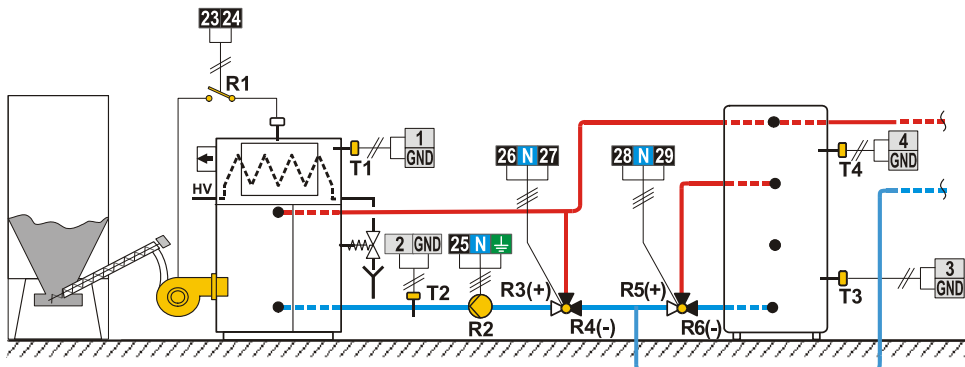 23 24
R1
1
GND
T1
HV
2 GND
T2
25 N
R2
26 N 27
R3(+)
R4(-)
28 N 29
R5(+)
R6(-)
4
GND
T4
3
GND
T3